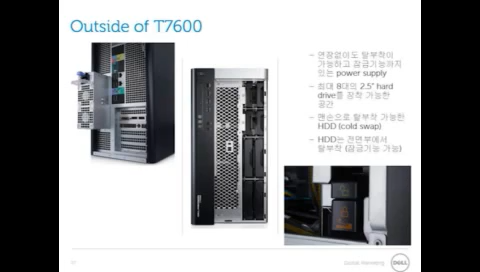 Outside of T7600
– 연장없이도 탈부착이
가능하고 잠금기능까지
있는 power supply
– 최대 8대의 2.5" hard
drive를 장착 가능한
공간
– 맨손으로 탈부착 가능한
HDD (cold swap)
– HDD는 전면부에서
탈부착 (잠금기능 가능)
Global Marketing
DELL